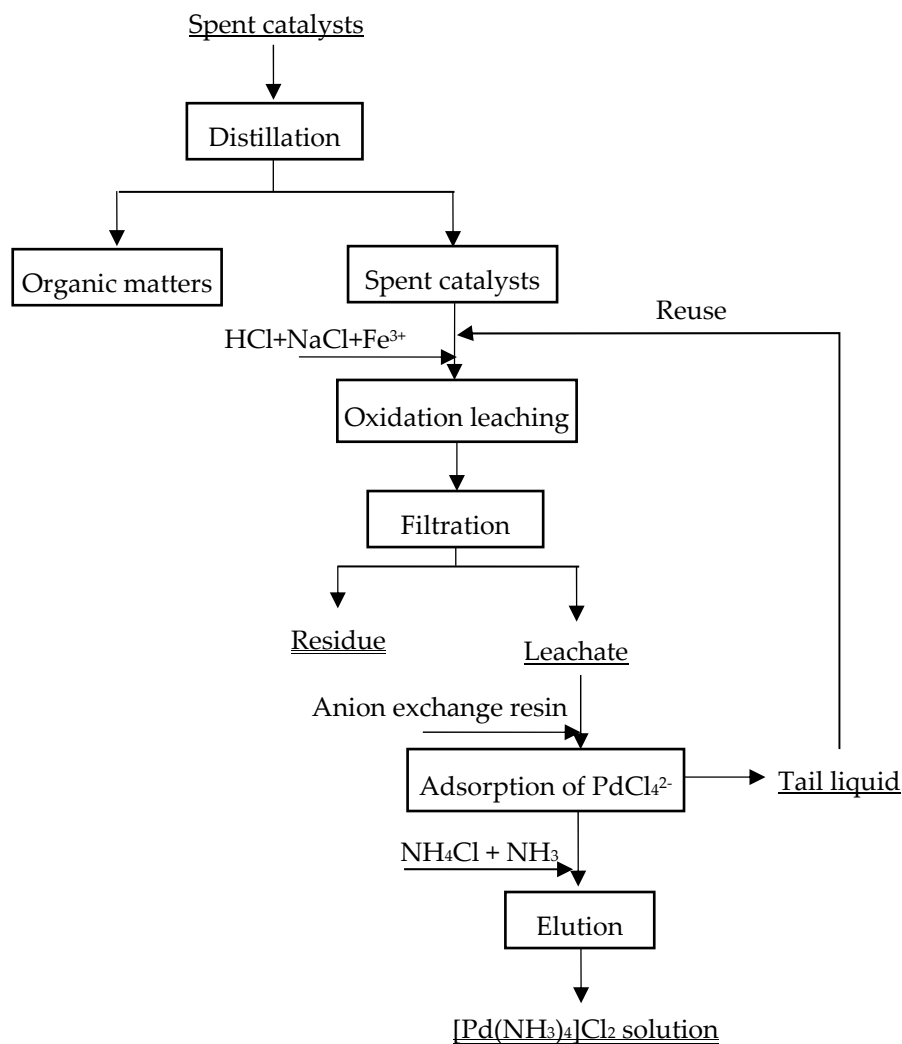 Spent catalysts
Distillation
Organic matters
Spent catalysts
Reuse
HCl+NaCl+Fe³⁺
Oxidation leaching
Filtration
Residue
Leachate
Anion exchange resin
Adsorption of PdCl₄²⁻
Tail liquid
NH₄Cl + NH₃
Elution
[Pd(NH₃)₄]Cl₂ solution